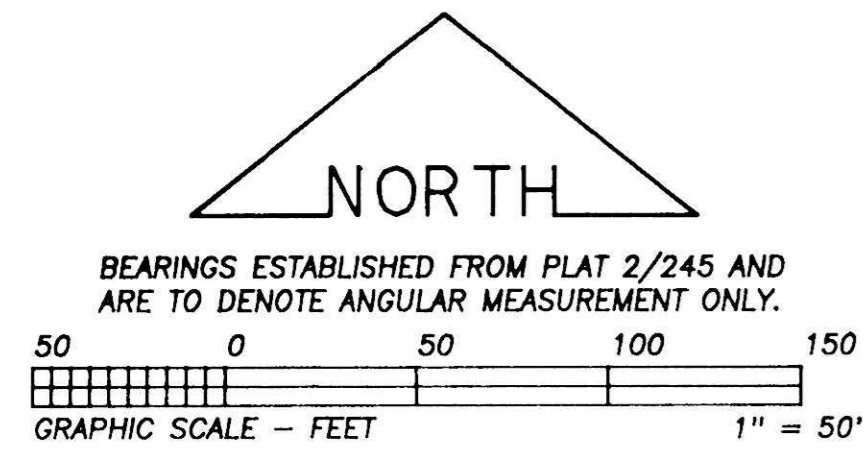 NORTH
BEARINGS ESTABLISHED FROM PLAT 2/245 AND
ARE TO DENOTE ANGULAR MEASUREMENT ONLY.
50 0 50 100 150
GRAPHIC SCALE – FEET 1" = 50'